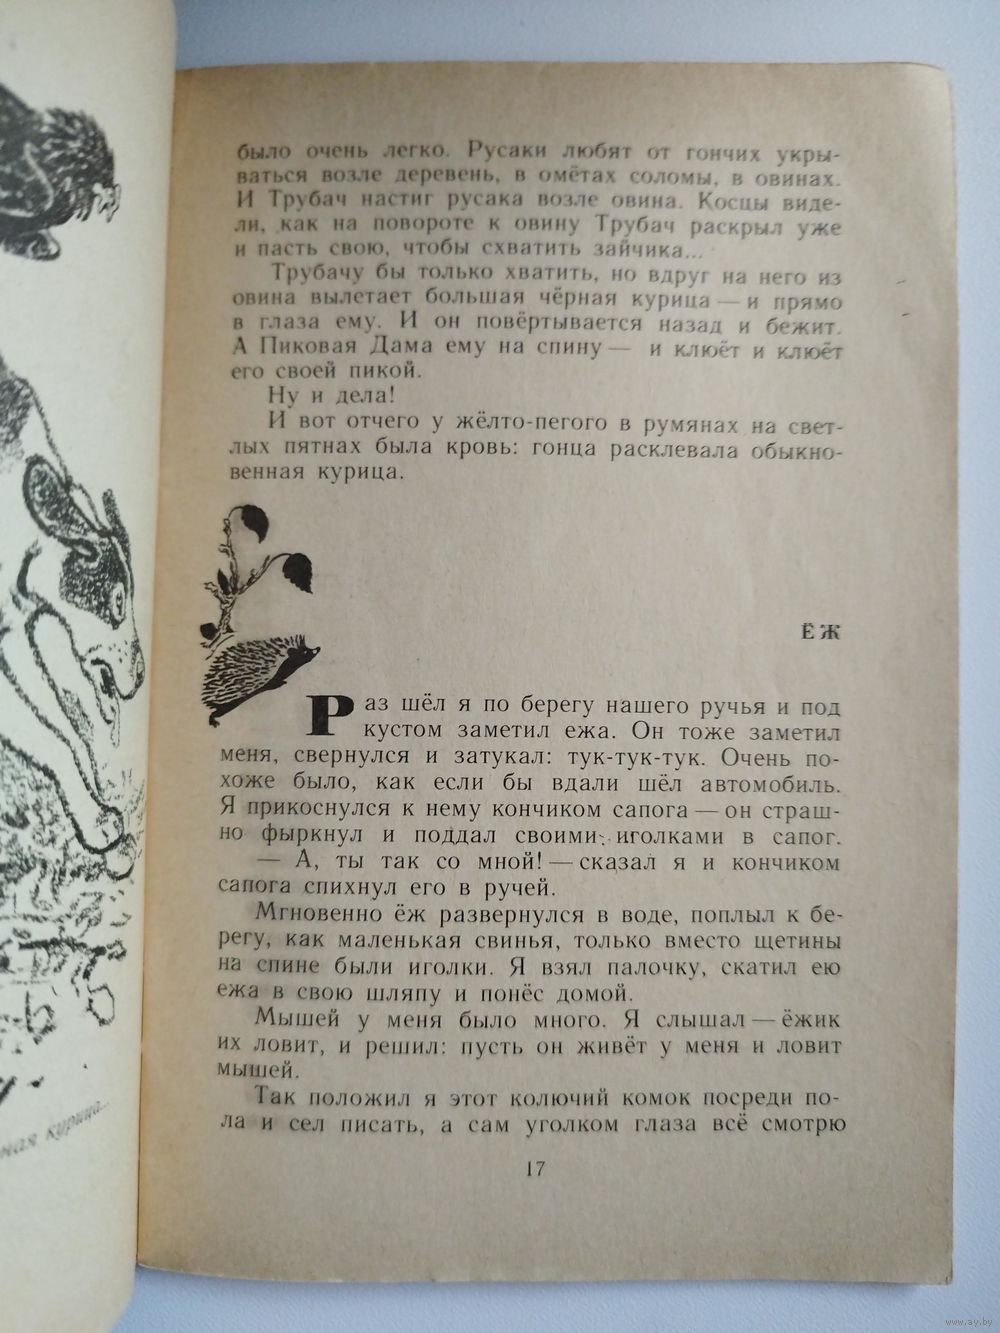 было очень легко. Русаки любят от гончих укры-
ваться возле деревень, в омётах соломы, в овинах.
И Трубач настиг русака возле овина. Косцы виде-
ли, как на повороте к овину Трубач раскрыл уже
и пасть свою, чтобы схватить зайчика...
Трубачу бы только хватить, но вдруг на него из
овина вылетает большая чёрная курица — и прямо
в глаза ему. И он повёртывается назад и бежит.
А Пиковая Дама ему на спину — и клюёт и клюёт
его своей пикой.
Ну и дела!
И вот отчего у жёлто-пегого в румянах на свет-
лых пятнах была кровь: гонца расклевала обыкно-
венная курица.
ЁЖ
Раз шёл я по берегу нашего ручья и под
кустом заметил ежа. Он тоже заметил
меня, свернулся и затукал: тук-тук-тук. Очень по-
хоже было, как если бы вдали шёл автомобиль.
Я прикоснулся к нему кончиком сапога — он страш-
но фыркнул и поддал своими иголками в сапог.
— А, ты так со мной! — сказал я и кончиком
сапога спихнул его в ручей.
Мгновенно ёж развернулся в воде, поплыл к бе-
регу, как маленькая свинья, только вместо щетины
на спине были иголки. Я взял палочку, скатил ею
ежа в свою шляпу и понёс домой.
Мышей у меня было много. Я слышал — ёжик
их ловит, и решил: пусть он живёт у меня и ловит
мышей.
Так положил я этот колючий комок посреди по-
ла и сел писать, а сам уголком глаза всё смотрю
17
ная курица...
www.ay.by